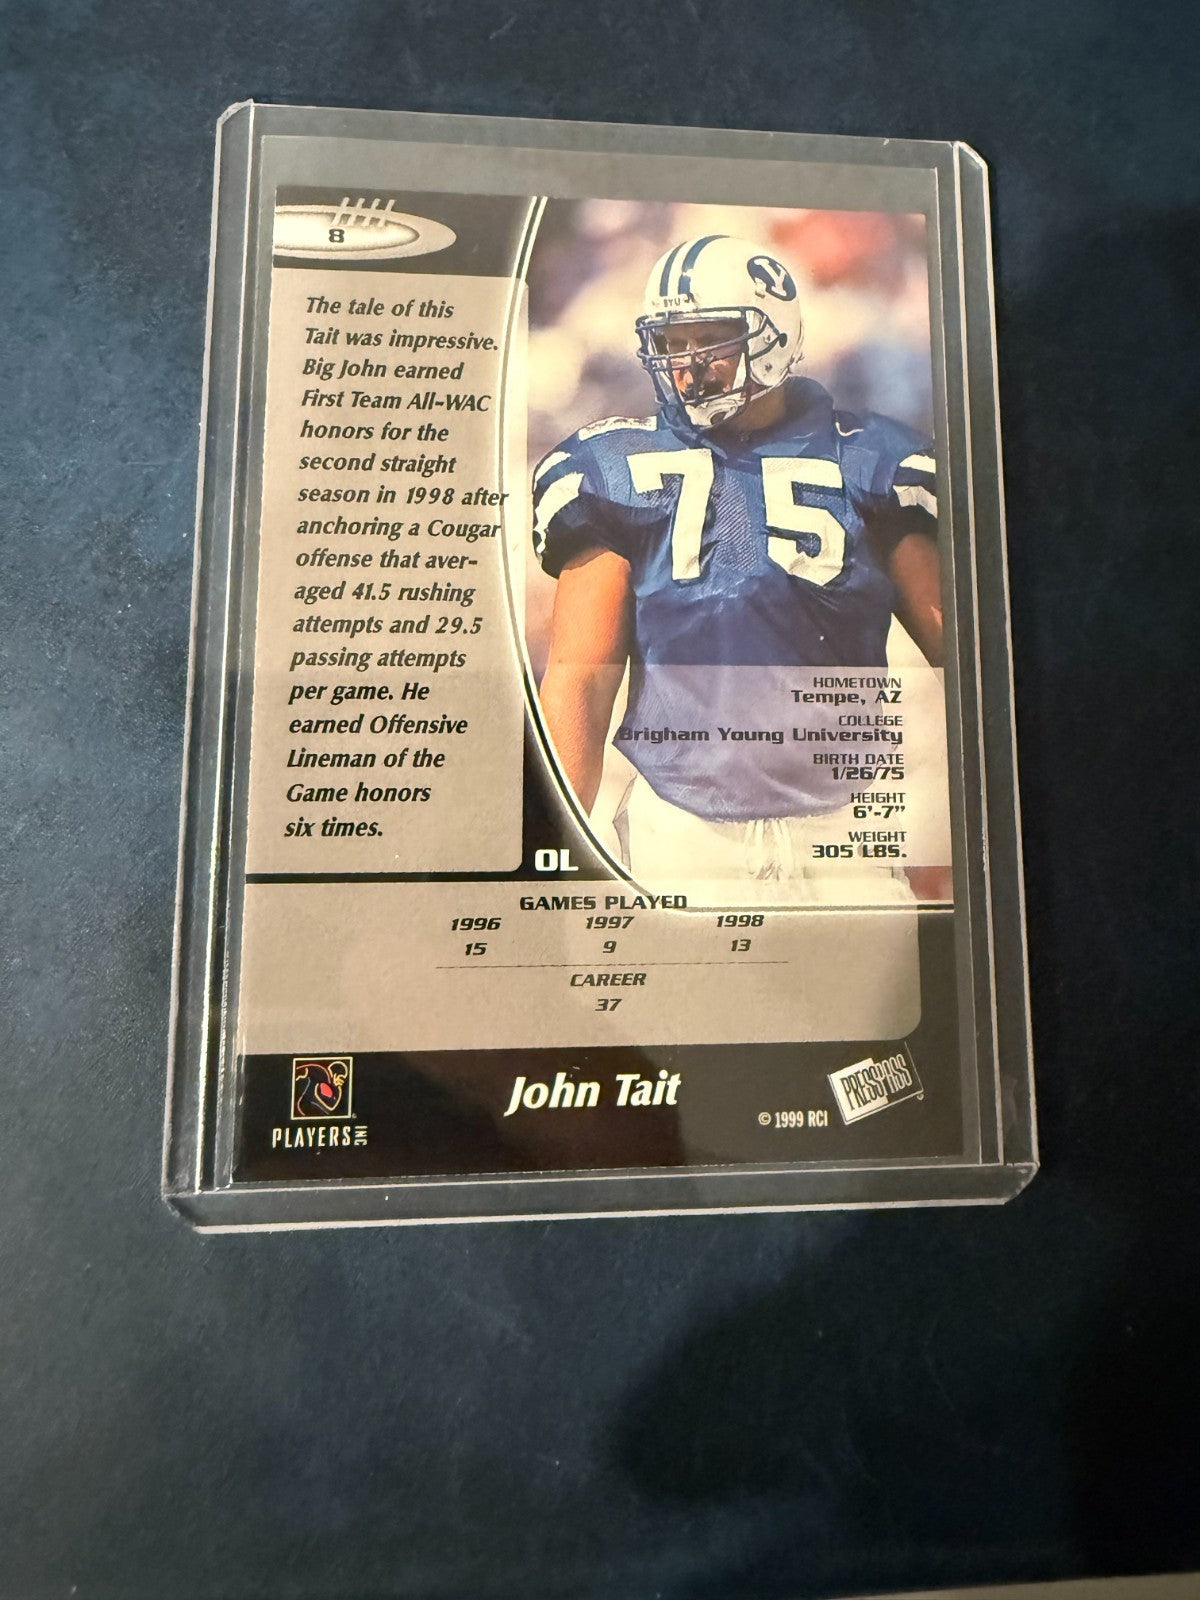 8
The tale of this
Tait was impressive.
Big John earned
First Team All-WAC
honors for the
second straight
season in 1998 after
anchoring a Cougar
offense that aver-
aged 41.5 rushing
attempts and 29.5
passing attempts
per game. He
earned Offensive
Lineman of the
Game honors
six times.
Y
BYU
75
HOMETOWN
Tempe, AZ
COLLEGE
Brigham Young University
BIRTH DATE
1/26/75
HEIGHT
6'-7"
WEIGHT
305 LBS.
OL
GAMES PLAYED
1996 1997 1998
15 9 13
CAREER
37
PLAYERS INC
John Tait
© 1999 RCI
PRESS PASS